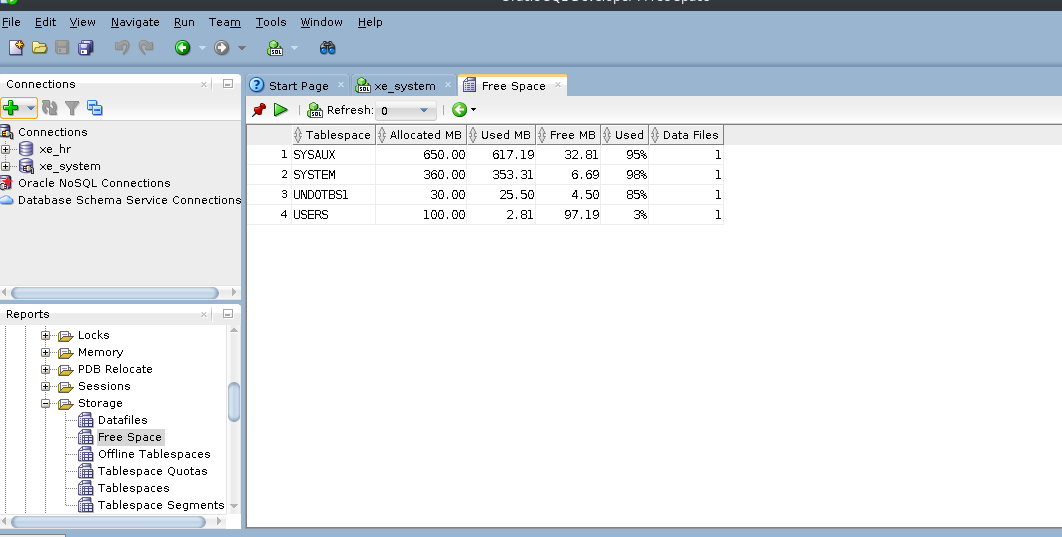 File Edit View Navigate Run Team Tools Window Help
Connections
Start Page xe_system Free Space
Refresh: 0
Connections
xe_hr
xe_system
Oracle NoSQL Connections
Database Schema Service Connections
Tablespace Allocated MB Used MB Free MB Used Data Files
1 SYSAUX 650.00 617.19 32.81 95% 1
2 SYSTEM 360.00 353.31 6.69 98% 1
3 UNDOTBS1 30.00 25.50 4.50 85% 1
4 USERS 100.00 2.81 97.19 3% 1
Reports
Locks
Memory
PDB Relocate
Sessions
Storage
Datafiles
Free Space
Offline Tablespaces
Tablespace Quotas
Tablespaces
Tablespace Segments